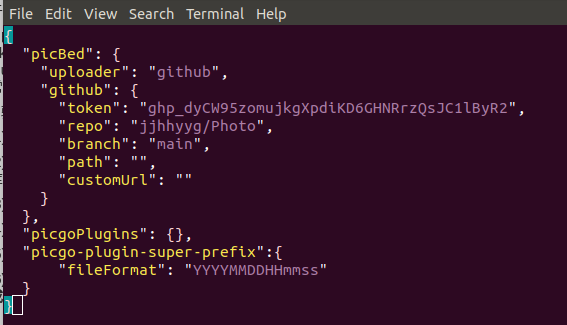 File Edit View Search Terminal Help
{
"picBed": {
"uploader": "github",
"github": {
"token": "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",
"repo": "jjhhyyg/Photo",
"branch": "main",
"path": "",
"customUrl": ""
}
},
"picgoPlugins": {},
"picgo-plugin-super-prefix":{
"fileFormat": "YYYYMMDDHHmmss"
}
}